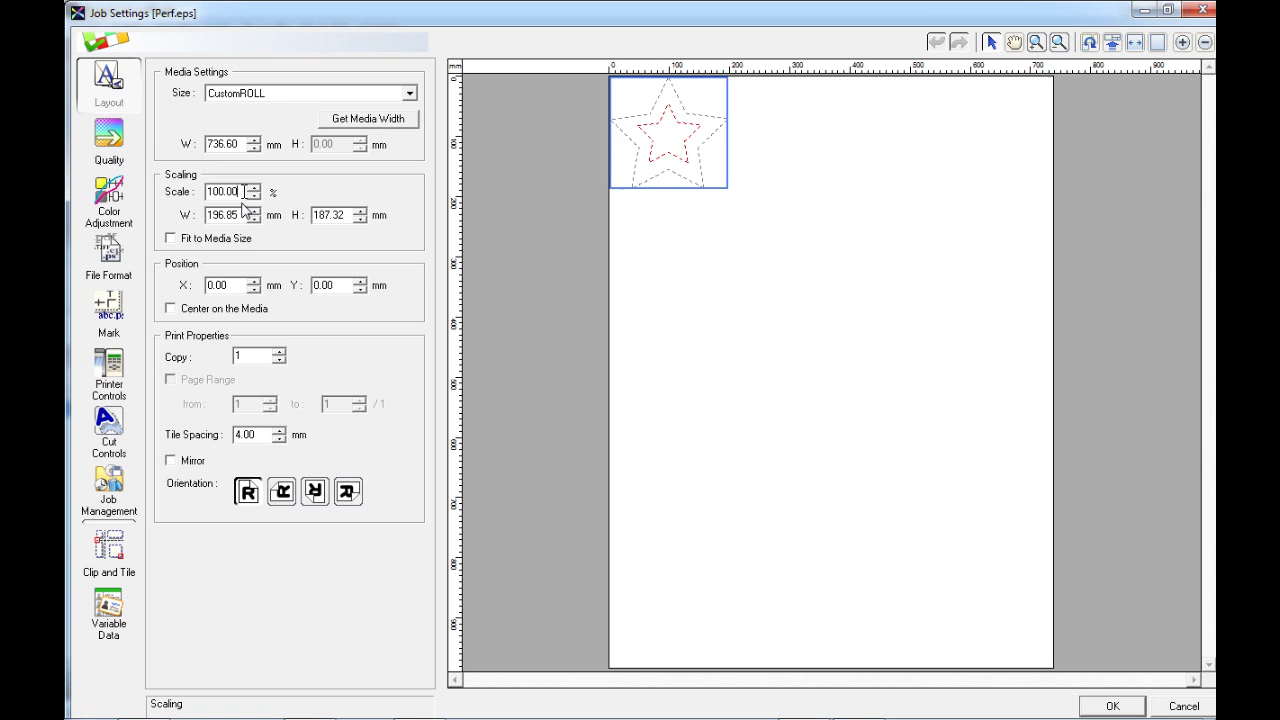 Job Settings [Perf.eps]
Layout
Quality
Color
Adjustment
File Format
Mark
abc.p
Printer
Controls
Cut
Controls
Job
Management
Clip and Tile
Variable
Data
Media Settings
Size : CustomROLL
Get Media Width
W : 736.60 mm H : 0.00 mm
Scaling
Scale : 100.00 %
W : 196.85 mm H : 187.32 mm
Fit to Media Size
Position
X : 0.00 mm Y : 0.00 mm
Center on the Media
Print Properties
Copy : 1
Page Range
from : 1 to : 1 / 1
Tile Spacing : 4.00 mm
Mirror
Orientation : R R R R
Scaling
mm 0 100 200 300 400 500 600 700 800 900
OK Cancel